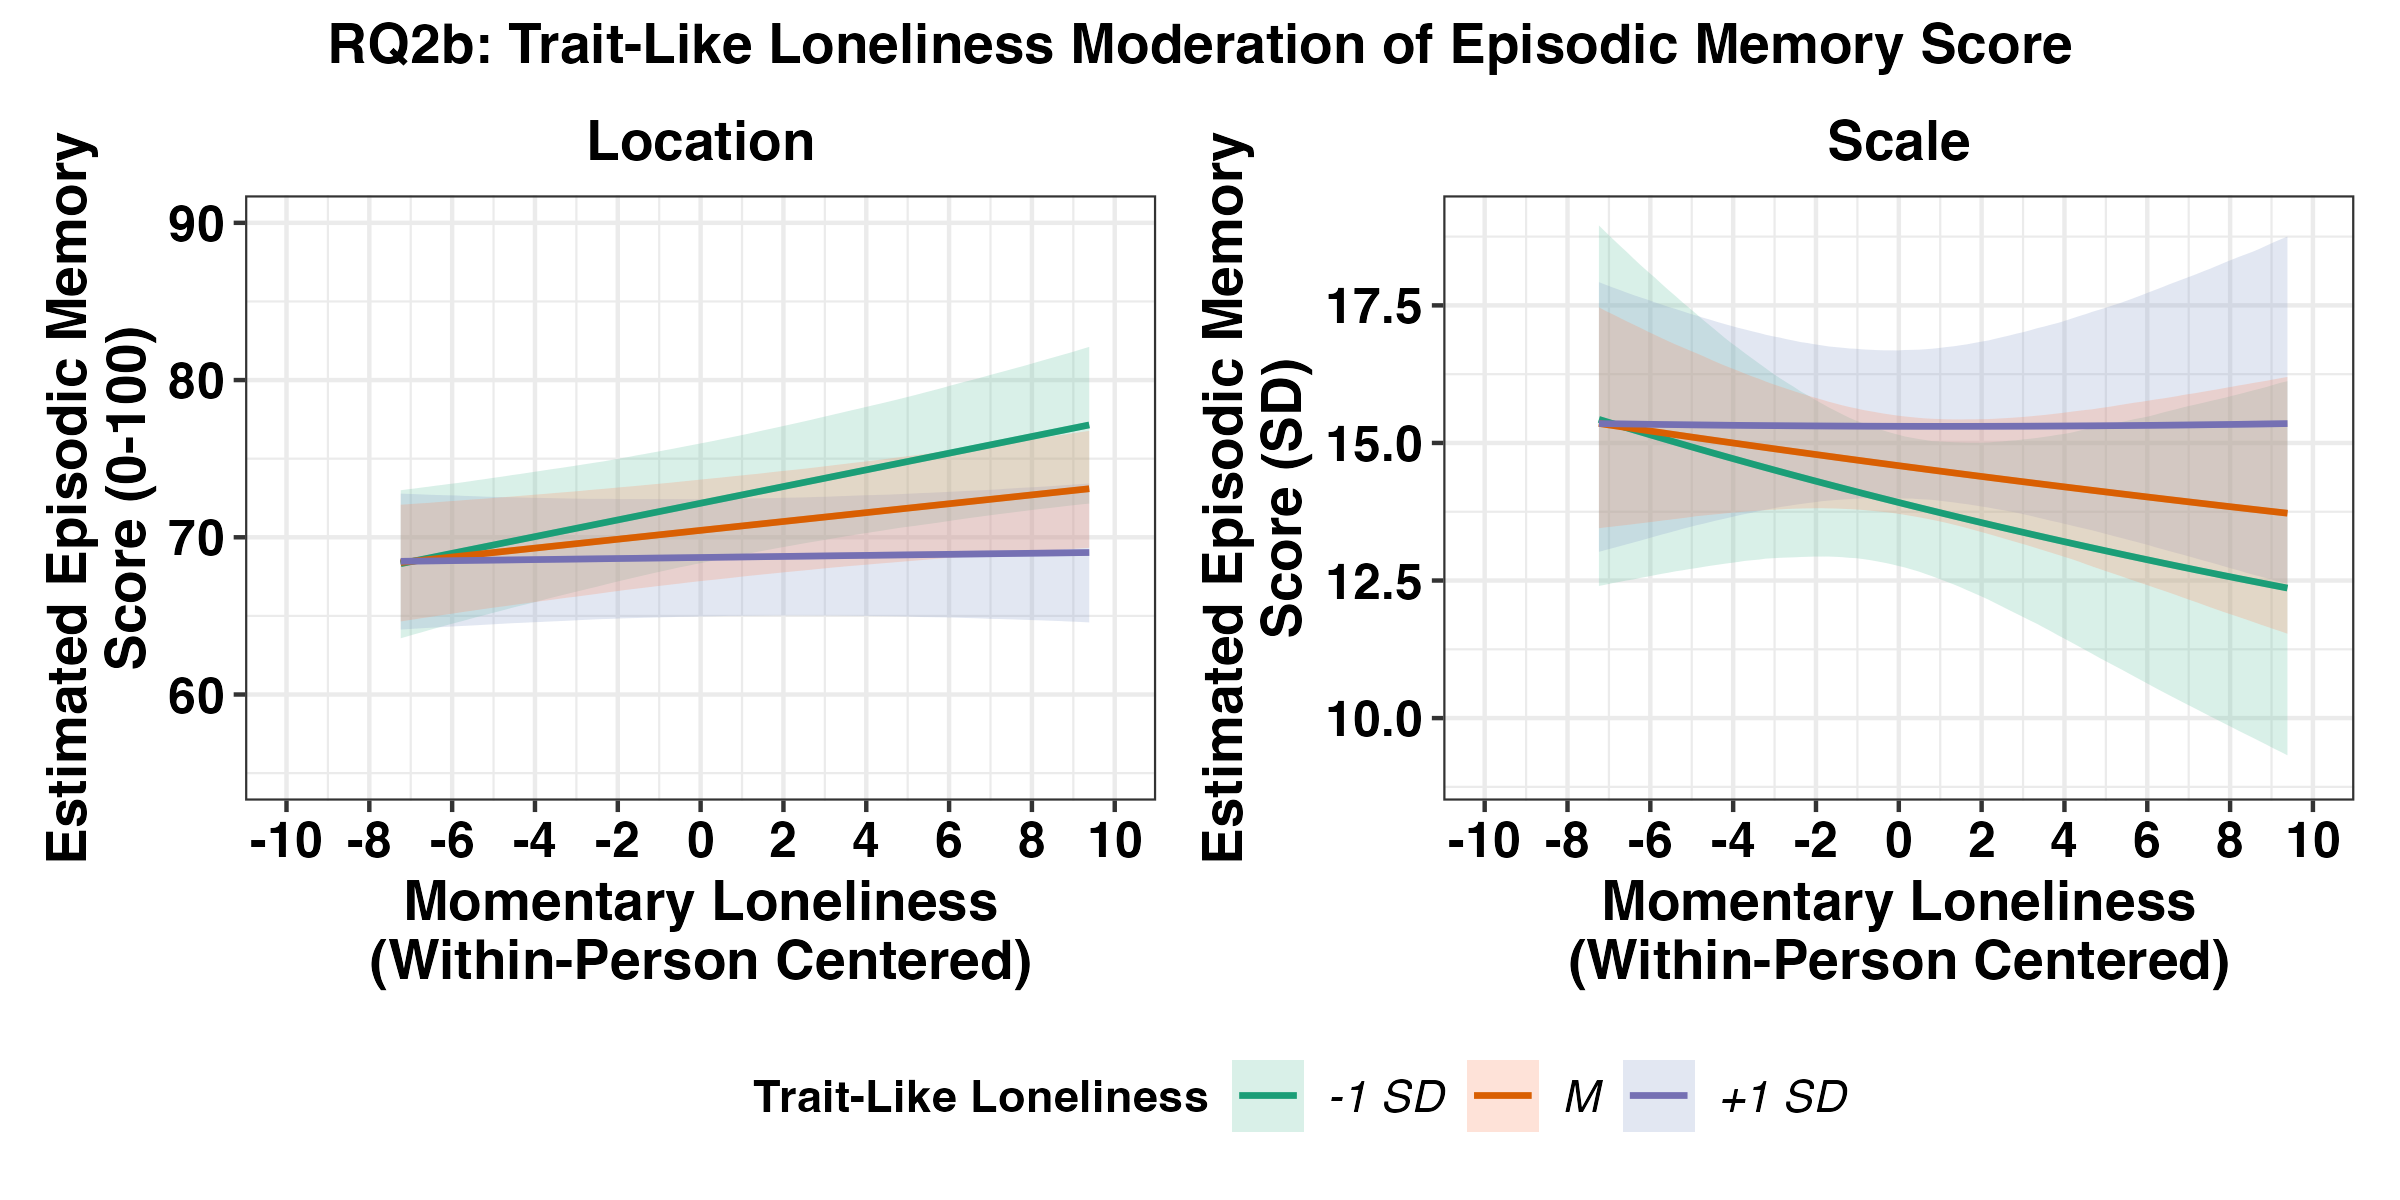 RQ2b: Trait-Like Loneliness Moderation of Episodic Memory Score
Location
Estimated Episodic Memory
Score (0-100)
90
80
70
60
-10 -8 -6 -4 -2 0 2 4 6 8 10
Momentary Loneliness
(Within-Person Centered)
Scale
Estimated Episodic Memory
Score (SD)
17.5
15.0
12.5
10.0
-10 -8 -6 -4 -2 0 2 4 6 8 10
Momentary Loneliness
(Within-Person Centered)
Trait-Like Loneliness -1 SD M +1 SD